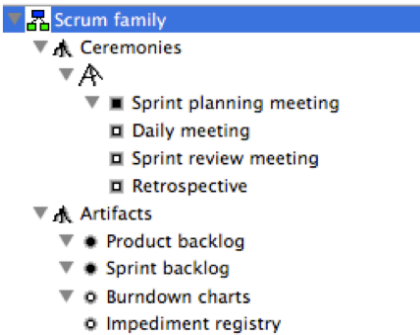 Scrum family
Ceremonies
Sprint planning meeting
Daily meeting
Sprint review meeting
Retrospective
Artifacts
Product backlog
Sprint backlog
Burndown charts
Impediment registry